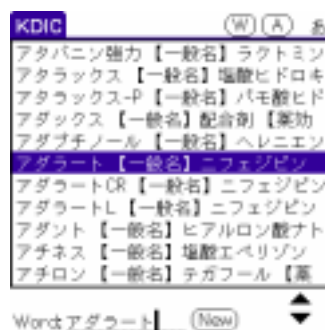 KDIC W A あ
アタバニン強力 【一般名】 ラクトミン
アタラックス 【一般名】 塩酸ヒドロキ
アタラックス-P 【一般名】 パモ酸ヒド
アダックス 【一般名】 配合剤 【薬効
アダプチノール 【一般名】 ヘレニエン
アダラート 【一般名】 ニフェジピン
アダラートCR 【一般名】 ニフェジピン
アダラートL 【一般名】 ニフェジピン
アダント 【一般名】 ヒアルロン酸ナト
アチネス 【一般名】 塩酸エペリゾン
アチロン 【一般名】 テガフール 【薬
Word: アダラート New